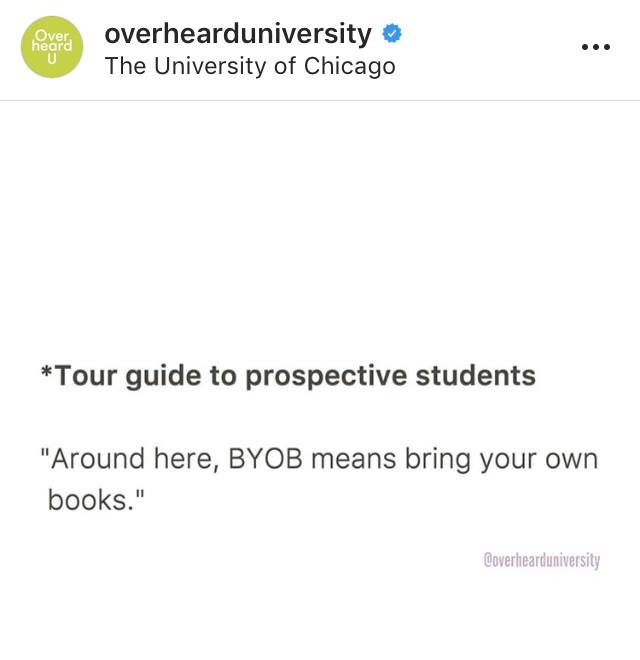 Over
heard
U
overhearduniversity
The University of Chicago
*Tour guide to prospective students
"Around here, BYOB means bring your own
books."
@overhearduniversity